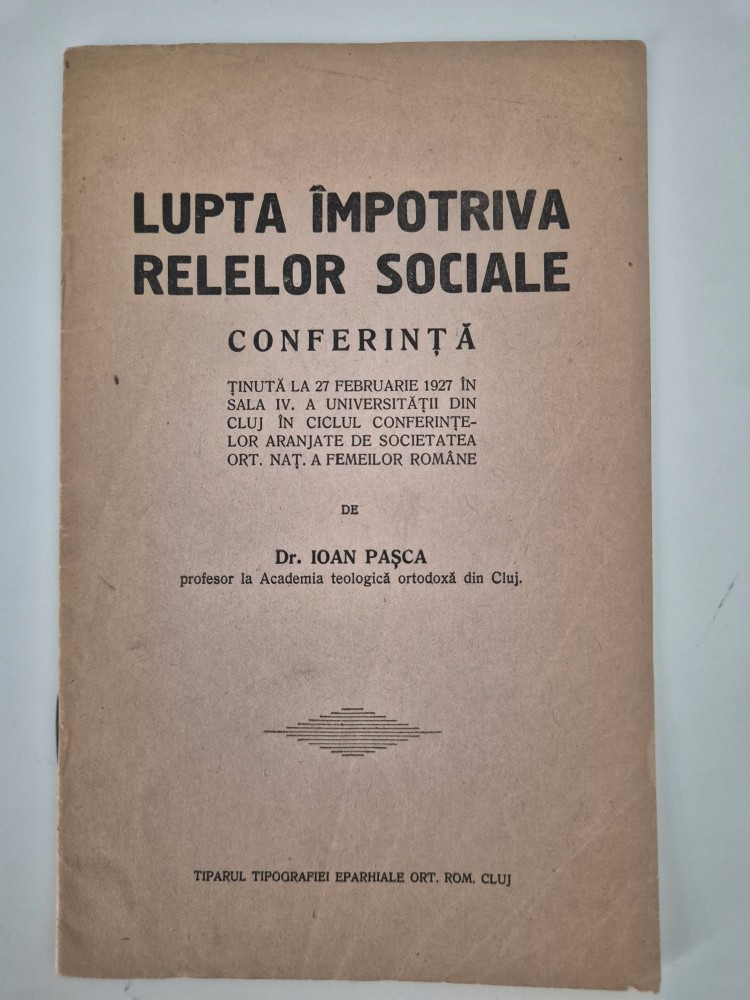 LUPTA ÎMPOTRIVA
RELELOR SOCIALE
CONFERINȚĂ
ȚINUTĂ LA 27 FEBRUARIE 1927 ÎN
SALA IV. A UNIVERSITĂȚII DIN
CLUJ ÎN CICLUL CONFERINȚE-
LOR ARANJATE DE SOCIETATEA
ORT. NAȚ. A FEMEILOR ROMÂNE
DE
Dr. IOAN PAȘCA
profesor la Academia teologică ortodoxă din Cluj.
TIPARUL TIPOGRAFIEI EPARHIALE ORT. ROM. CLUJ